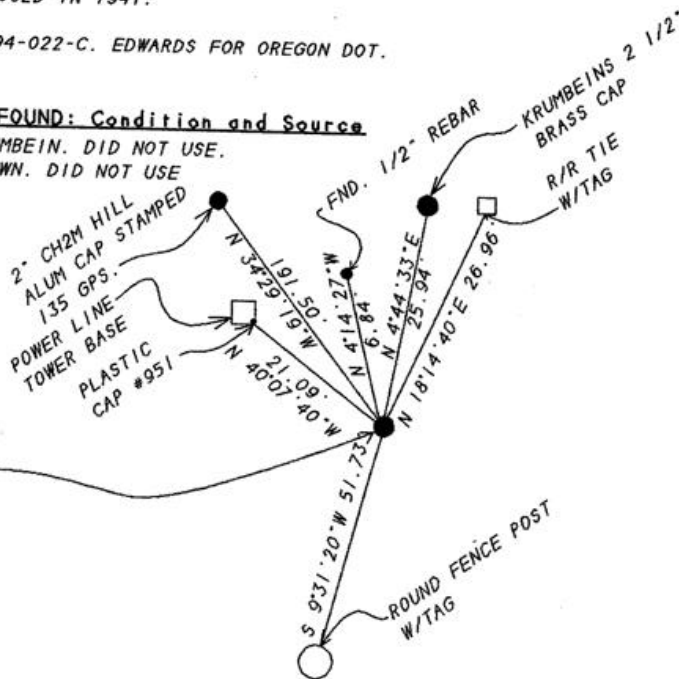 94-022-C. EDWARDS FOR OREGON DOT.
FOUND: Condition and Source
DID NOT USE.
DID NOT USE
2" CH2M HILL
ALUM CAP STAMPED
135 GPS.
POWER LINE
TOWER BASE
PLASTIC
CAP #951
FND. 1/2" REBAR
KRUMBEINS 2 1/2"
BRASS CAP
R/R TIE
W/TAG
191.50'
N 34°29'19"W
21.09'
N 40°07'40"W
N 4°14'27"W
6.84'
N 4°44'33"E
25.94'
N 18°14'40"E 26.96'
S 9°31'20"W 51.73'
ROUND FENCE POST
W/TAG